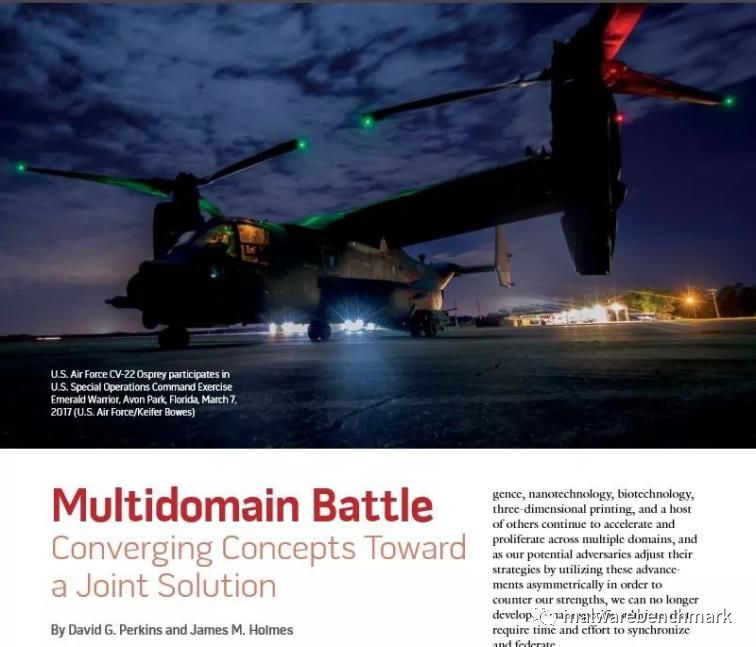 U.S. Air Force CV-22 Osprey participates in
U.S. Special Operations Command Exercise
Emerald Warrior, Avon Park, Florida, March 7,
2017 (U.S. Air Force/Keifer Bowes)
Multidomain Battle
Converging Concepts Toward
a Joint Solution
By David G. Perkins and James M. Holmes
gence, nanotechnology, biotechnology,
three-dimensional printing, and a host
of others continue to accelerate and
proliferate across multiple domains, and
as our potential adversaries adjust their
strategies by utilizing these advance-
ments asymmetrically in order to
counter our strengths, we can no longer
develop
malwarebenchmark
require time and effort to synchronize
and federate